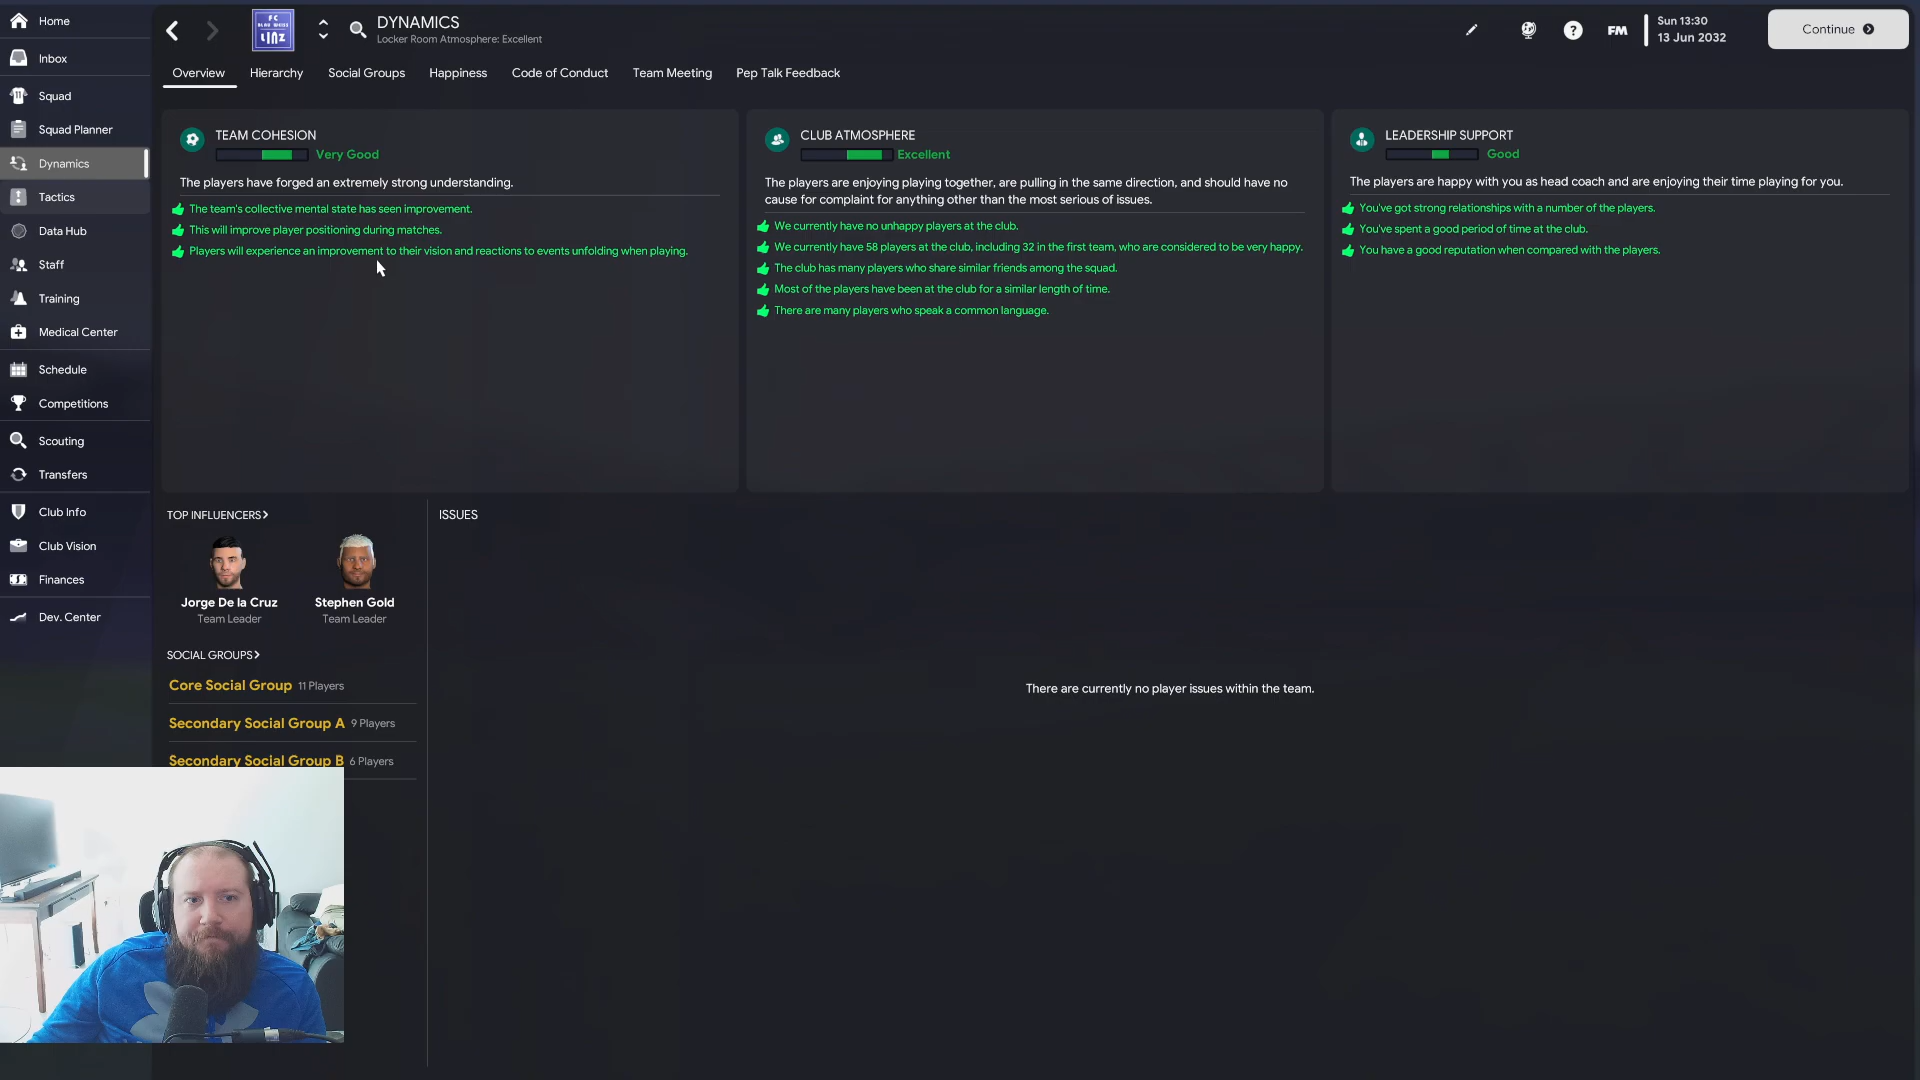 Home
Inbox
Squad
Squad Planner
Dynamics
Tactics
Data Hub
Staff
Training
Medical Center
Schedule
Competitions
Scouting
Transfers
Club Info
Club Vision
Finances
Dev. Center
FC
BLAU WEISS
LINZ
DYNAMICS
Locker Room Atmosphere: Excellent
FM
Sun 13:30
13 Jun 2032
Continue
Overview
Hierarchy
Social Groups
Happiness
Code of Conduct
Team Meeting
Pep Talk Feedback
TEAM COHESION
Very Good
The players have forged an extremely strong understanding.
The team's collective mental state has seen improvement.
This will improve player positioning during matches.
Players will experience an improvement to their vision and reactions to events unfolding when playing.
CLUB ATMOSPHERE
Excellent
The players are enjoying playing together, are pulling in the same direction, and should have no
cause for complaint for anything other than the most serious of issues.
We currently have no unhappy players at the club.
We currently have 58 players at the club, including 32 in the first team, who are considered to be very happy.
The club has many players who share similar friends among the squad.
Most of the players have been at the club for a similar length of time.
There are many players who speak a common language.
LEADERSHIP SUPPORT
Good
The players are happy with you as head coach and are enjoying their time playing for you.
You've got strong relationships with a number of the players.
You've spent a good period of time at the club.
You have a good reputation when compared with the players.
TOP INFLUENCERS
Jorge De la Cruz
Team Leader
Stephen Gold
Team Leader
SOCIAL GROUPS
Core Social Group 11 Players
Secondary Social Group A 9 Players
Secondary Social Group B 6 Players
ISSUES
There are currently no player issues within the team.